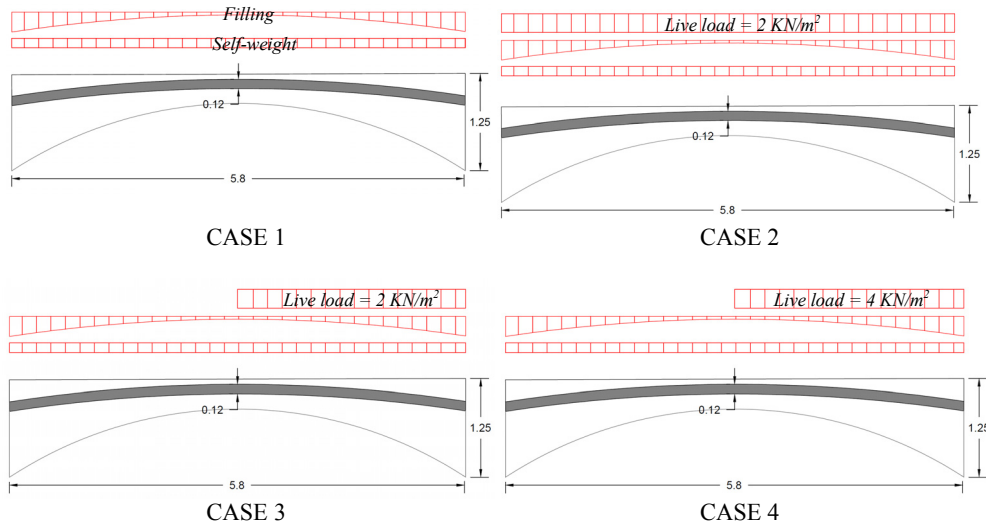 Filling
Self-weight
0.12
1.25
5.8
CASE 1
Live load = 2 KN/m²
0.12
1.25
5.8
CASE 2
Live load = 2 KN/m²
0.12
1.25
5.8
CASE 3
Live load = 4 KN/m²
0.12
1.25
5.8
CASE 4